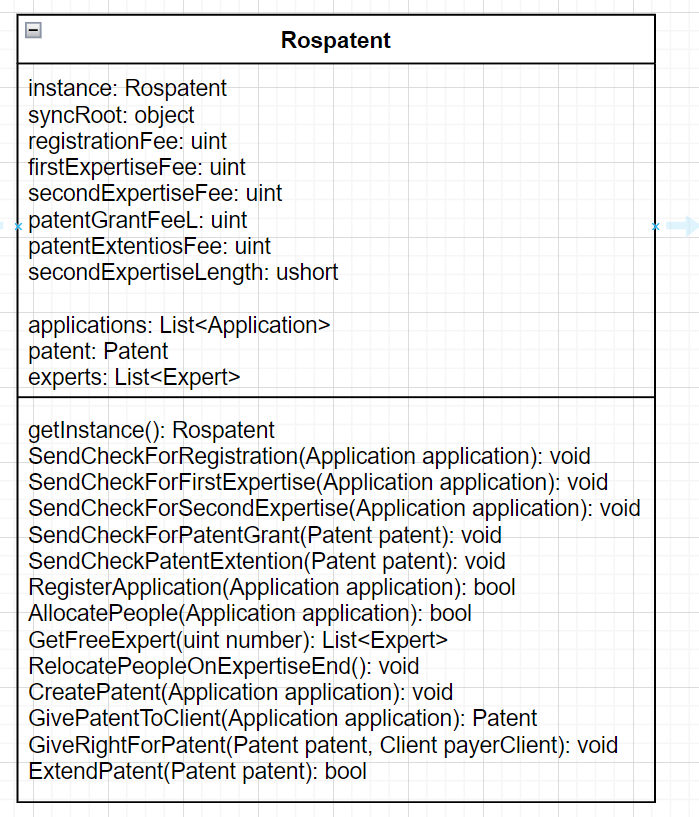 Rospatent
instance: Rospatent
syncRoot: object
registrationFee: uint
firstExpertiseFee: uint
secondExpertiseFee: uint
patentGrantFeeL: uint
patentExtentiosFee: uint
secondExpertiseLength: ushort
applications: List<Application>
patent: Patent
experts: List<Expert>
getInstance(): Rospatent
SendCheckForRegistration(Application application): void
SendCheckForFirstExpertise(Application application): void
SendCheckForSecondExpertise(Application application): void
SendCheckForPatentGrant(Patent patent): void
SendCheckPatentExtention(Patent patent): void
RegisterApplication(Application application): bool
AllocatePeople(Application application): bool
GetFreeExpert(uint number): List<Expert>
RelocatePeopleOnExpertiseEnd(): void
CreatePatent(Application application): void
GivePatentToClient(Application application): Patent
GiveRightForPatent(Patent patent, Client payerClient): void
ExtendPatent(Patent patent): bool